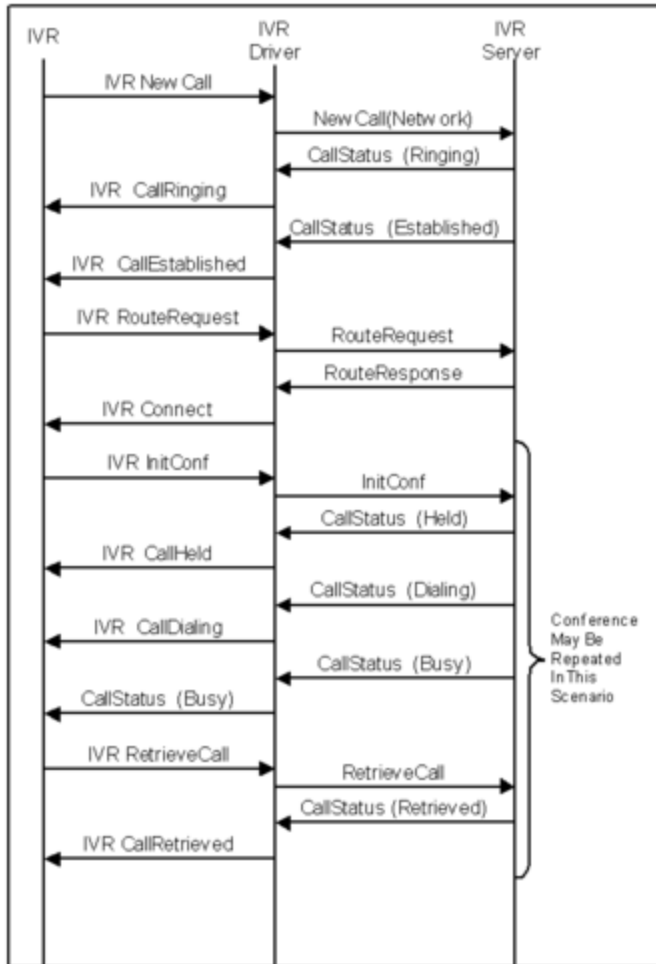 IVR
IVR
Driver
IVR
Server
IVR New Call
New Call(Network)
CallStatus (Ringing)
IVR CallRinging
CallStatus (Established)
IVR CallEstablished
IVR RouteRequest
RouteRequest
RouteResponse
IVR Connect
IVR InitConf
InitConf
CallStatus (Held)
IVR CallHeld
CallStatus (Dialing)
IVR CallDialing
CallStatus (Busy)
CallStatus (Busy)
IVR RetrieveCall
RetrieveCall
CallStatus (Retrieved)
IVR CallRetrieved
Conference
May Be
Repeated
In This
Scenario